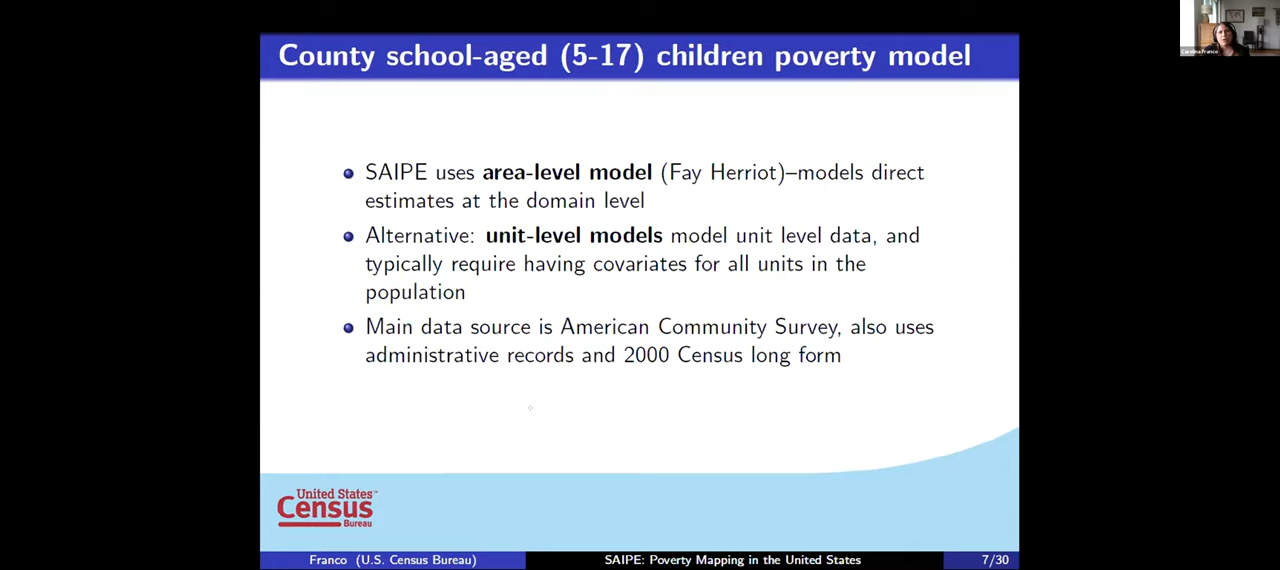 Carolina Franco
County school-aged (5-17) children poverty model
SAIPE uses area-level model (Fay Herriot)–models direct
estimates at the domain level
Alternative: unit-level models model unit level data, and
typically require having covariates for all units in the
population
Main data source is American Community Survey, also uses
administrative records and 2000 Census long form
United States™
Census
Bureau
Franco (U.S. Census Bureau)
SAIPE: Poverty Mapping in the United States
7/30